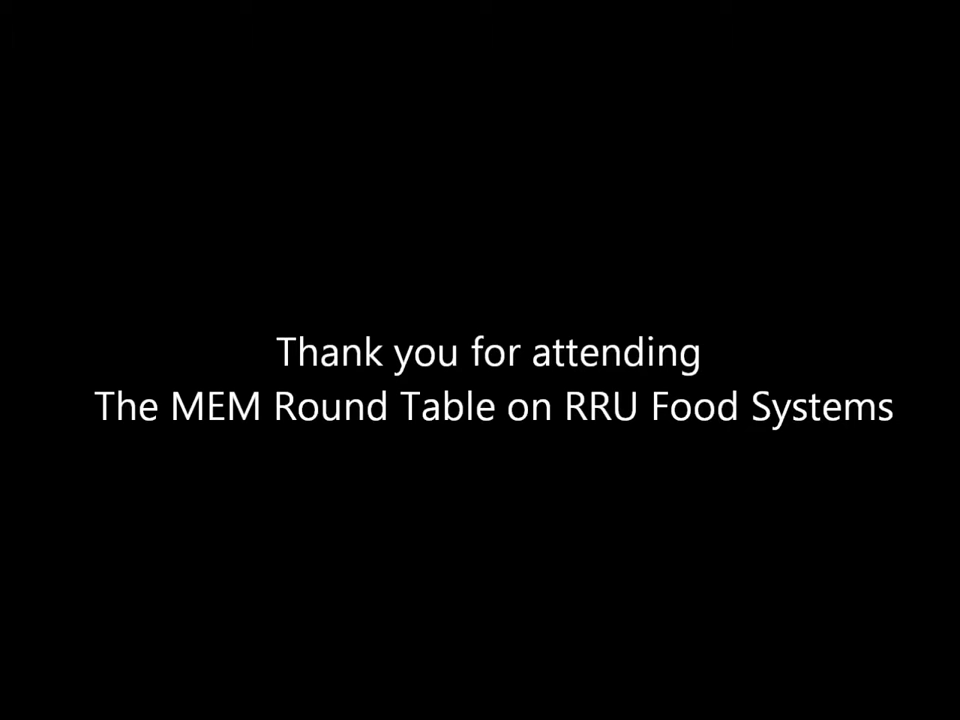 Thank you for attending
The MEM Round Table on RRU Food Systems